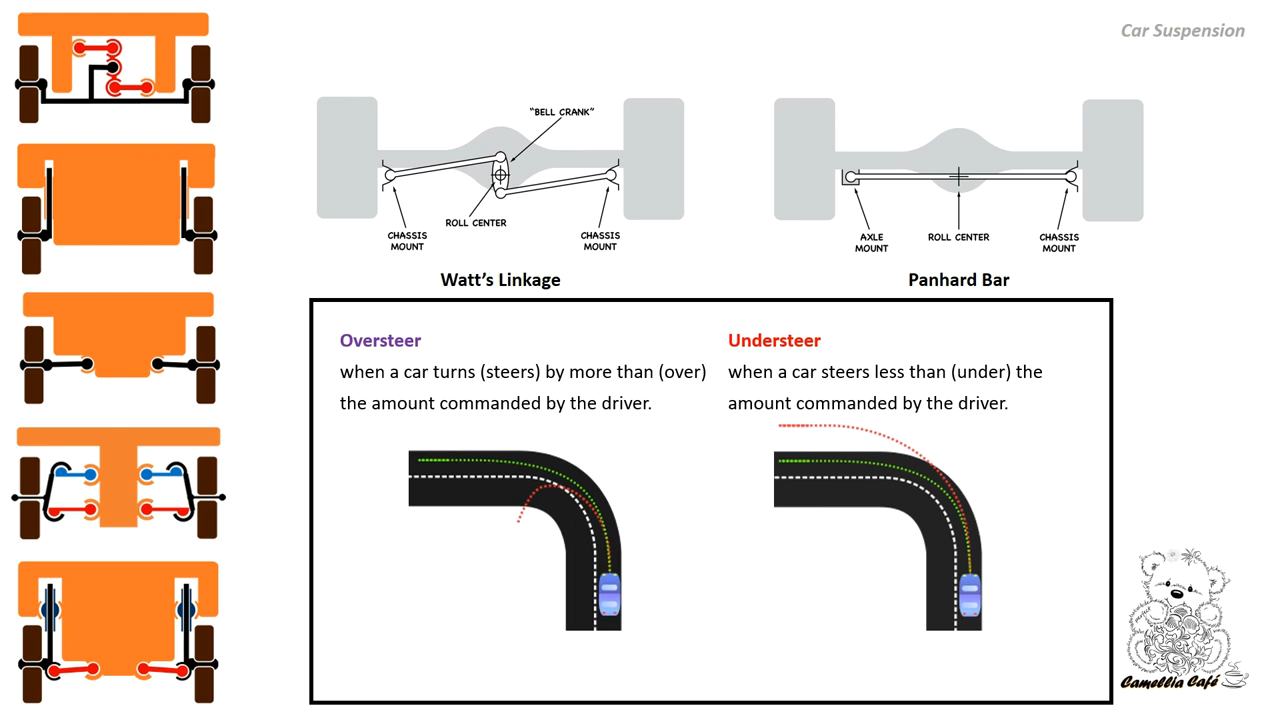 Car Suspension
“BELL CRANK”
ROLL CENTER
CHASSIS
MOUNT
CHASSIS
MOUNT
Watt’s Linkage
AXLE
MOUNT
ROLL CENTER
CHASSIS
MOUNT
Panhard Bar
Oversteer
when a car turns (steers) by more than (over)
the amount commanded by the driver.
Understeer
when a car steers less than (under) the
amount commanded by the driver.
Camellia Café